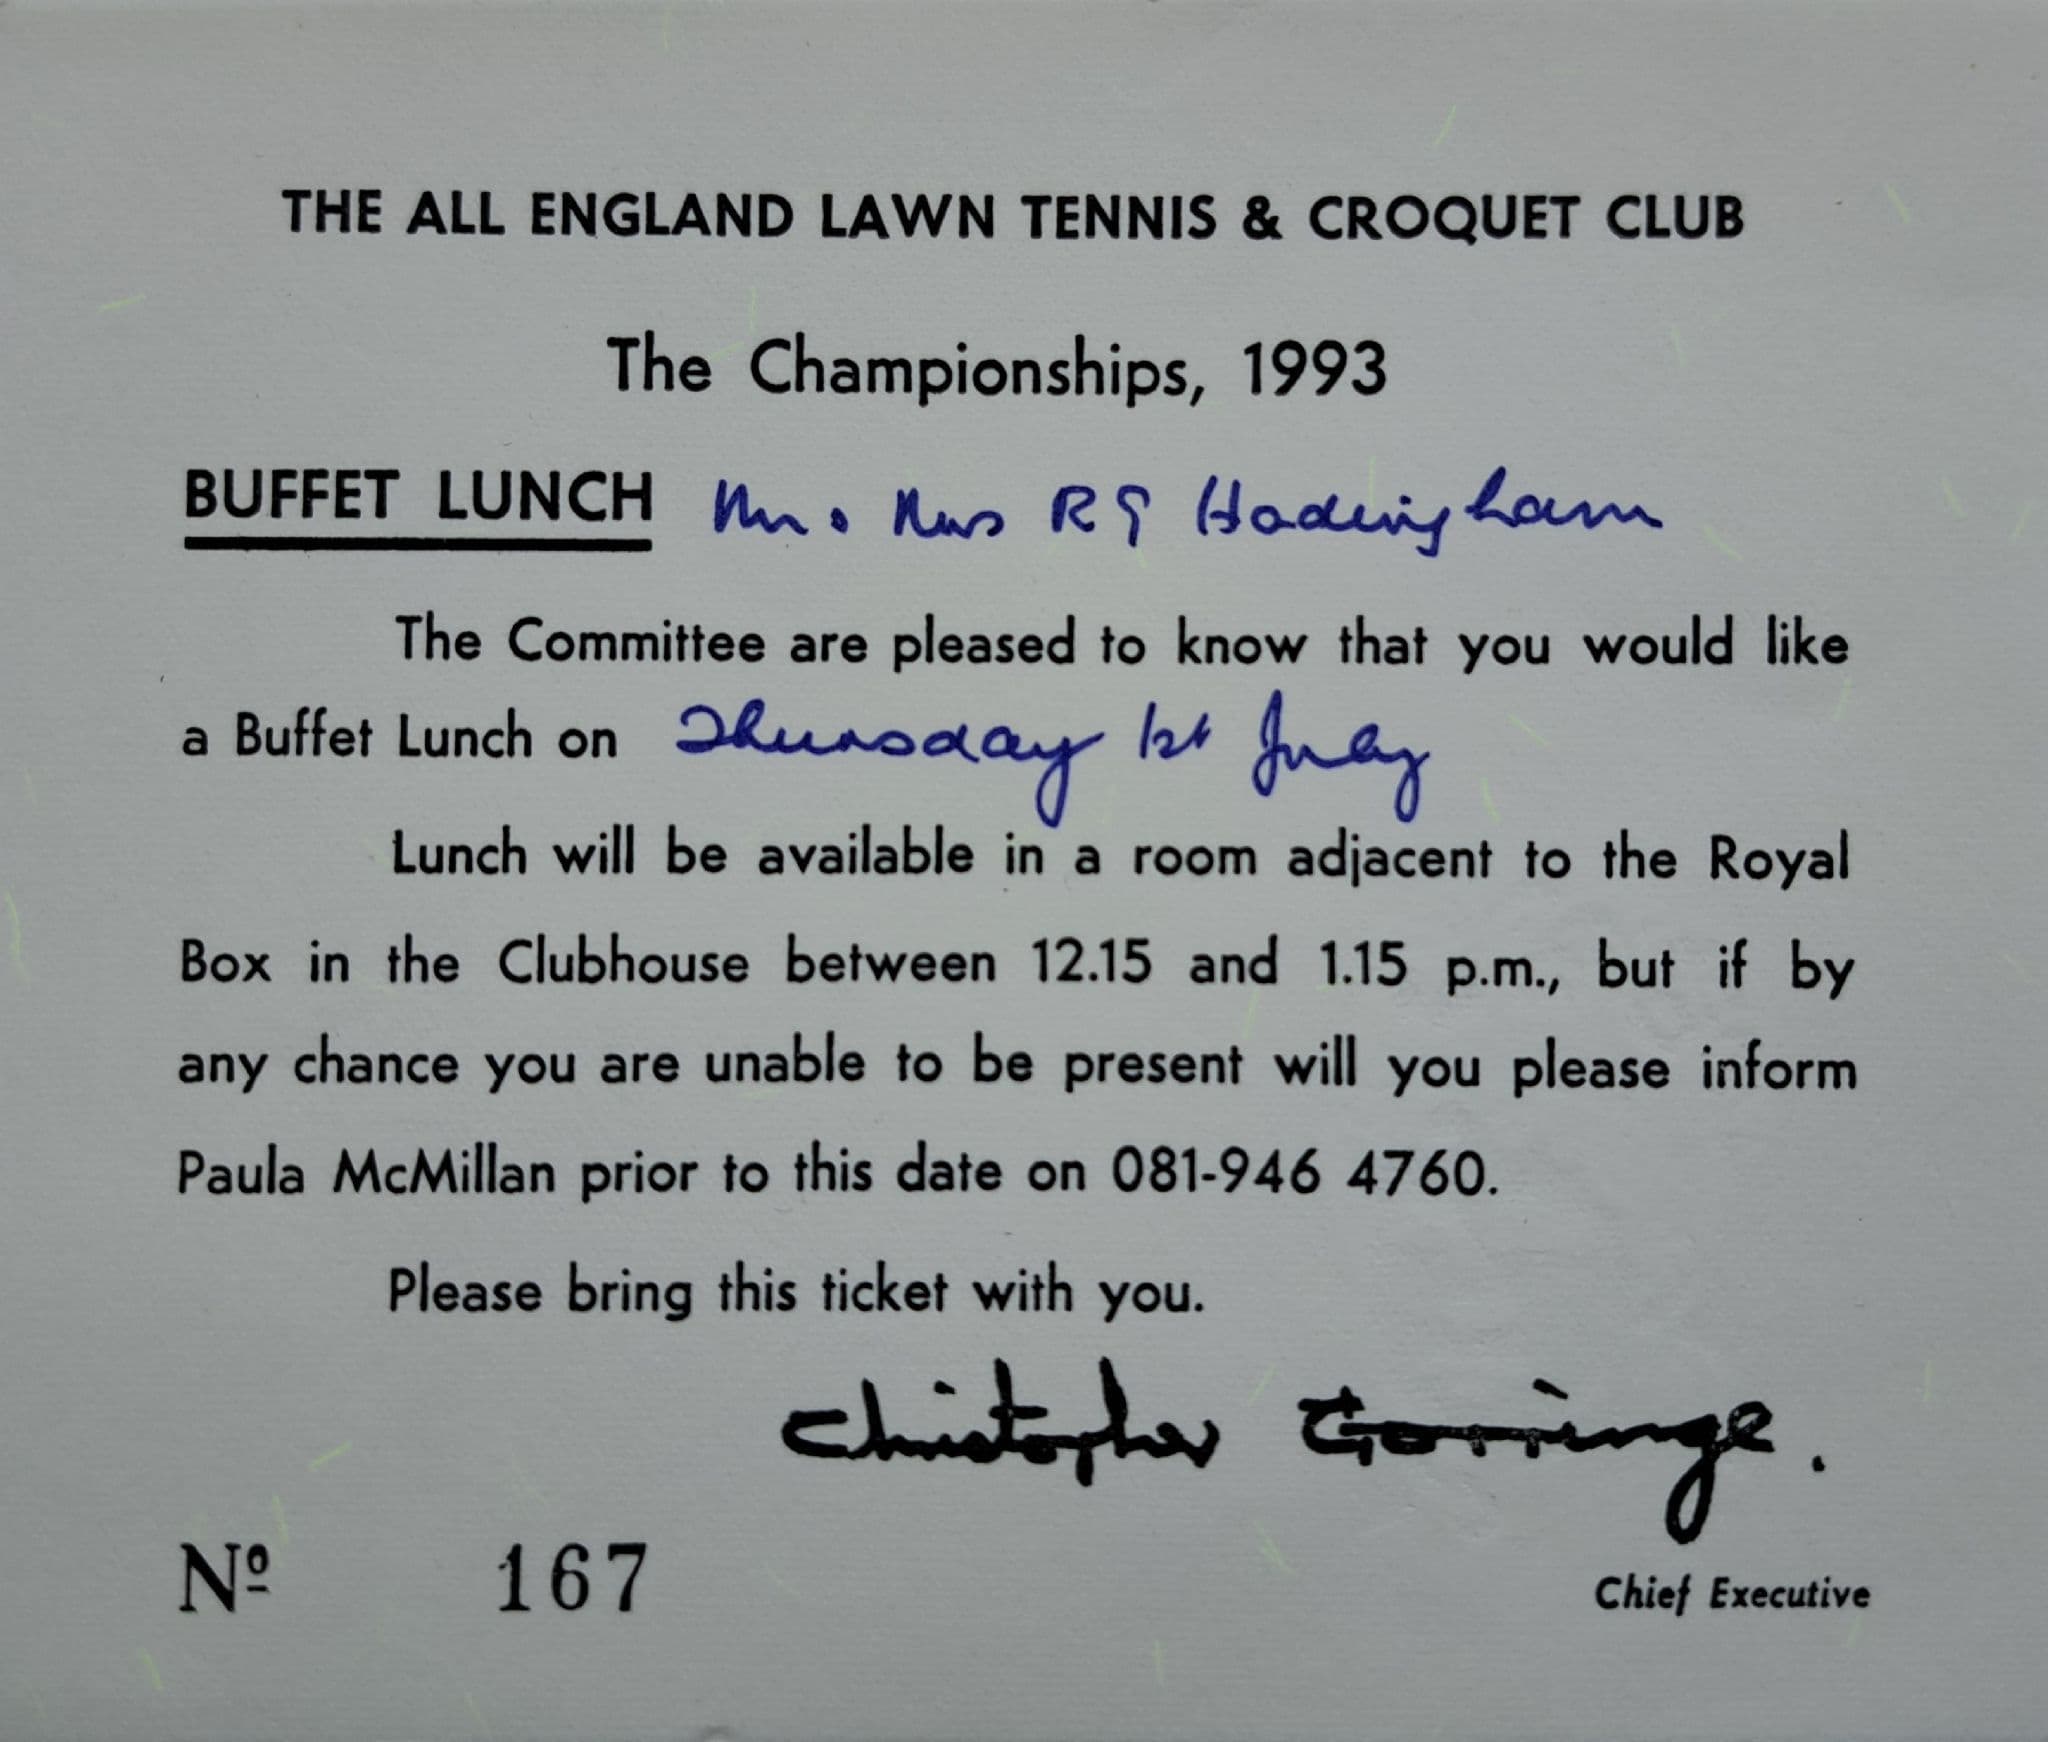 THE ALL ENGLAND LAWN TENNIS & CROQUET CLUB
The Championships, 1993
BUFFET LUNCH Mr & Mrs R G Hadingham
The Committee are pleased to know that you would like
a Buffet Lunch on Thursday 1st July
Lunch will be available in a room adjacent to the Royal
Box in the Clubhouse between 12.15 and 1.15 p.m., but if by
any chance you are unable to be present will you please inform
Paula McMillan prior to this date on 081-946 4760.
Please bring this ticket with you.
Christopher Gorringe.
Chief Executive
Nº 167